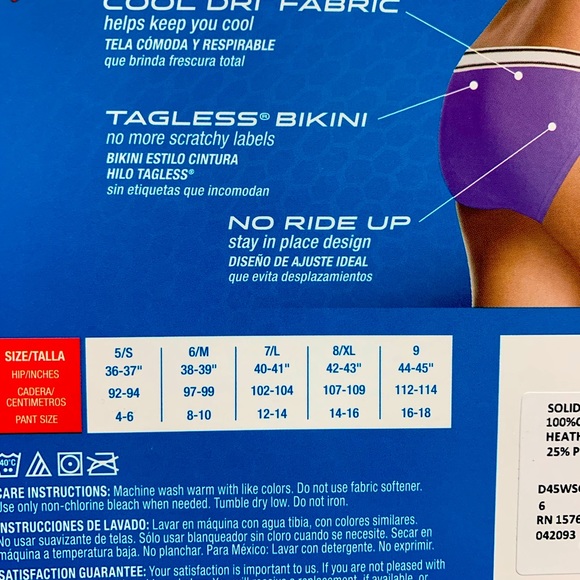 COOL DRI FABRIC
helps keep you cool
TELA CÓMODA Y RESPIRABLE
que brinda frescura total
TAGLESS® BIKINI
no more scratchy labels
BIKINI ESTILO CINTURA
HILO TAGLESS®
sin etiquetas que incomodan
NO RIDE UP
stay in place design
DISEÑO DE AJUSTE IDEAL
que evita desplazamientos
SIZE/TALLA 5/S 6/M 7/L 8/XL 9
HIP/INCHES 36-37" 38-39" 40-41" 42-43" 44-45"
CADERA/
CENTIMETROS 92-94 97-99 102-104 107-109 112-114
PANT SIZE 4-6 8-10 12-14 14-16 16-18
40°C
CARE INSTRUCTIONS: Machine wash warm with like colors. Do not use fabric softener.
Use only non-chlorine bleach when needed. Tumble dry low. Do not iron.
INSTRUCCIONES DE LAVADO: Lavar en máquina con agua tibia, con colores similares.
No usar suavizante de telas. Sólo usar blanqueador sin cloro cuando se necesite. Secar en
máquina a temperatura baja. No planchar. Para México: Lavar con detergente. No exprimir.
SATISFACTION GUARANTEE: Your satisfaction is important to us. If you are not pleased with
SOLID
100%
HEATH
25% P
D45WS
6
RN 1576
042093